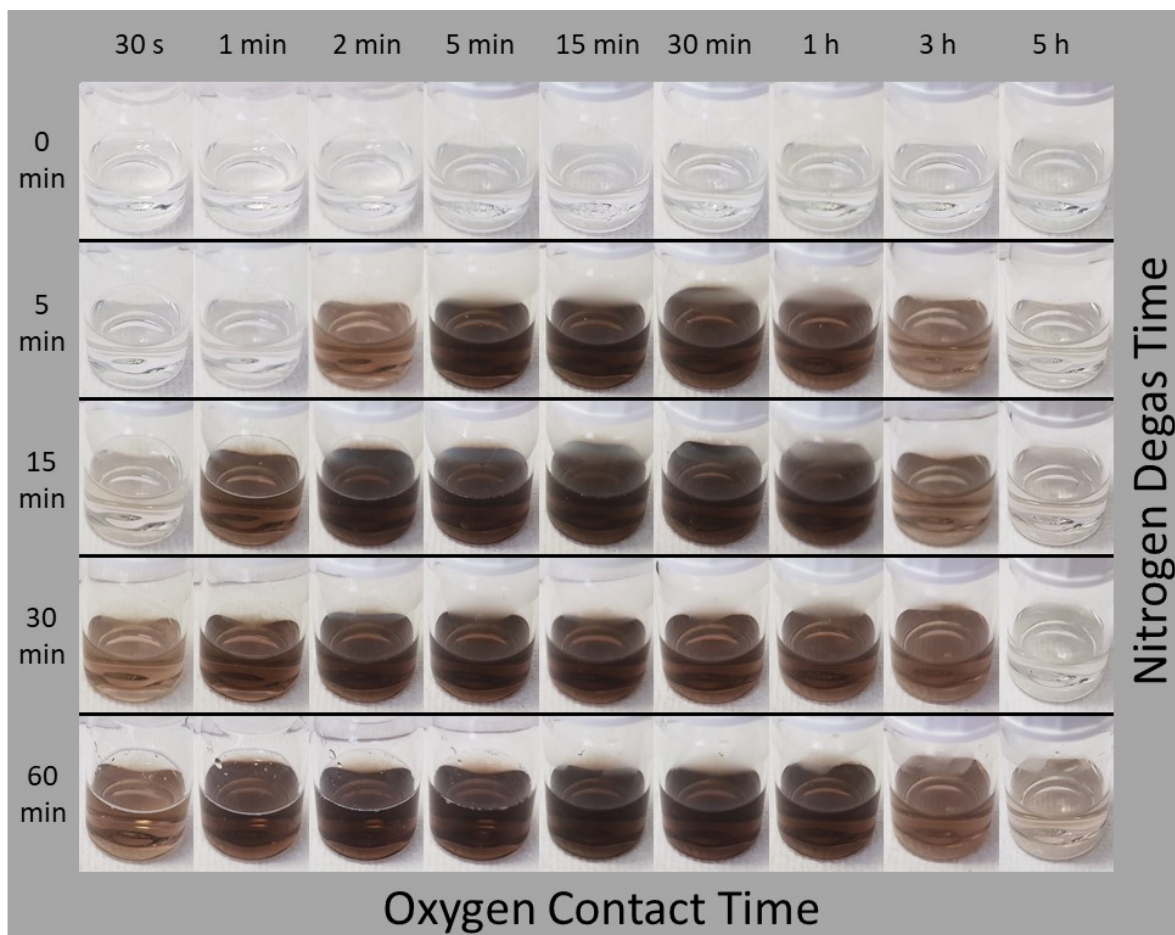 30 s 1 min 2 min 5 min 15 min 30 min 1 h 3 h 5 h
0
min
5
min
15
min
30
min
60
min
Nitrogen Degas Time
Oxygen Contact Time